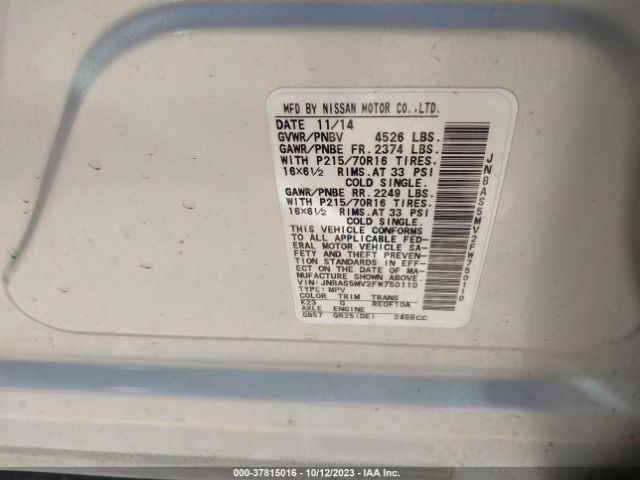 MFD BY NISSAN MOTOR CO.,LTD.
DATE 11/14
GVWR/PNBV 4526 LBS.
GAWR/PNBE FR. 2374 LBS.
WITH P215/70R16 TIRES.
16×6½ RIMS. AT 33 PSI
COLD SINGLE.
GAWR/PNBE RR. 2249 LBS.
WITH P215/70R16 TIRES.
16×6½ RIMS. AT 33 PSI
COLD SINGLE.
THIS VEHICLE CONFORMS
TO ALL APPLICABLE FED-
ERAL MOTOR VEHICLE SA-
FETY AND THEFT PREVEN-
TION STANDARDS IN EFF-
ECT ON THE DATE OF MA-
NUFACTURE SHOWN ABOVE.
VIN: JN8AS5MV2FW750110
TYPE: MPV
COLOR TRIM TRANS
K23 G RE0F10A
AXLE ENGINE
0857 QR25(DE) 2488CC
JN8AS5MV2FW750110
000-37815016 - 10/12/2023 - IAA Inc.